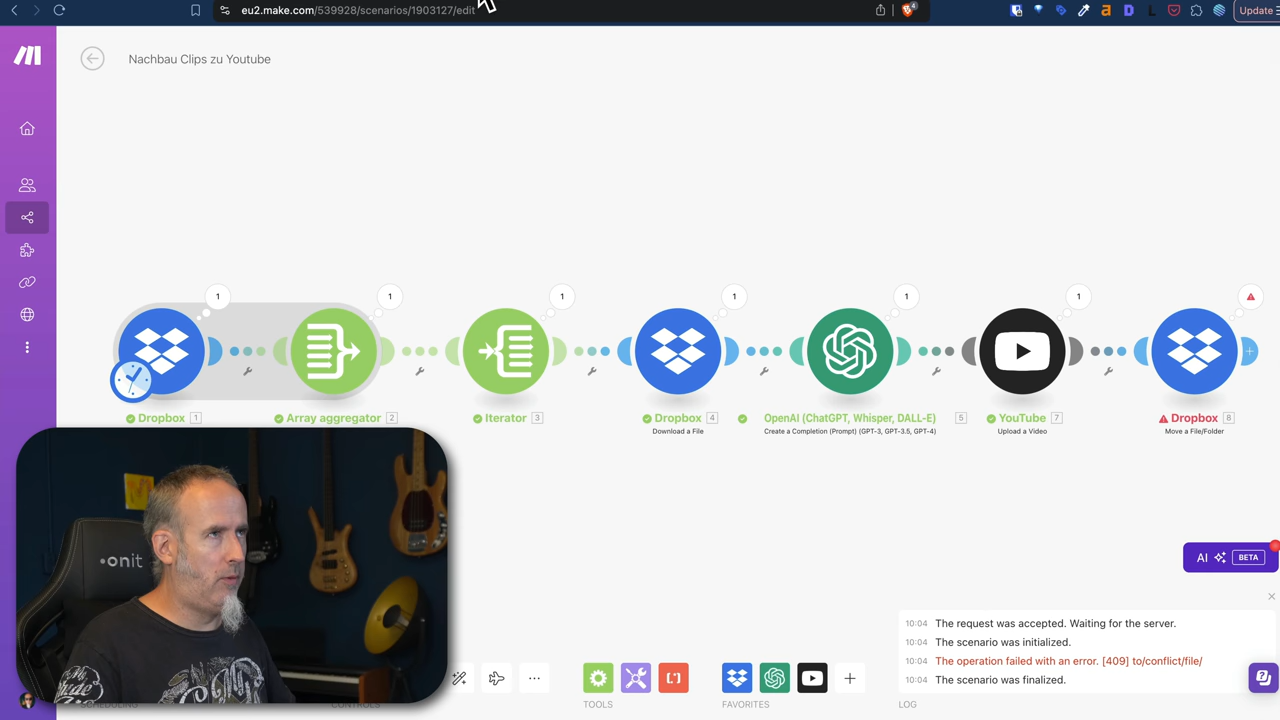 eu2.make.com/539928/scenarios/1903127/edit
4
Update
Nachbau Clips zu Youtube
1
1
1
1
1
1
Dropbox 1
Array aggregator 2
Iterator 3
Dropbox 4
Download a File
OpenAI (ChatGPT, Whisper, DALL-E) 5
Create a Completion (Prompt) (GPT-3, GPT-3.5, GPT-4)
YouTube 7
Upload a Video
Dropbox 8
Move a File/Folder
onit
AI BETA
10:04 The request was accepted. Waiting for the server.
10:04 The scenario was initialized.
10:04 The operation failed with an error. [409] to/conflict/file/
10:04 The scenario was finalized.
TOOLS
FAVORITES
LOG